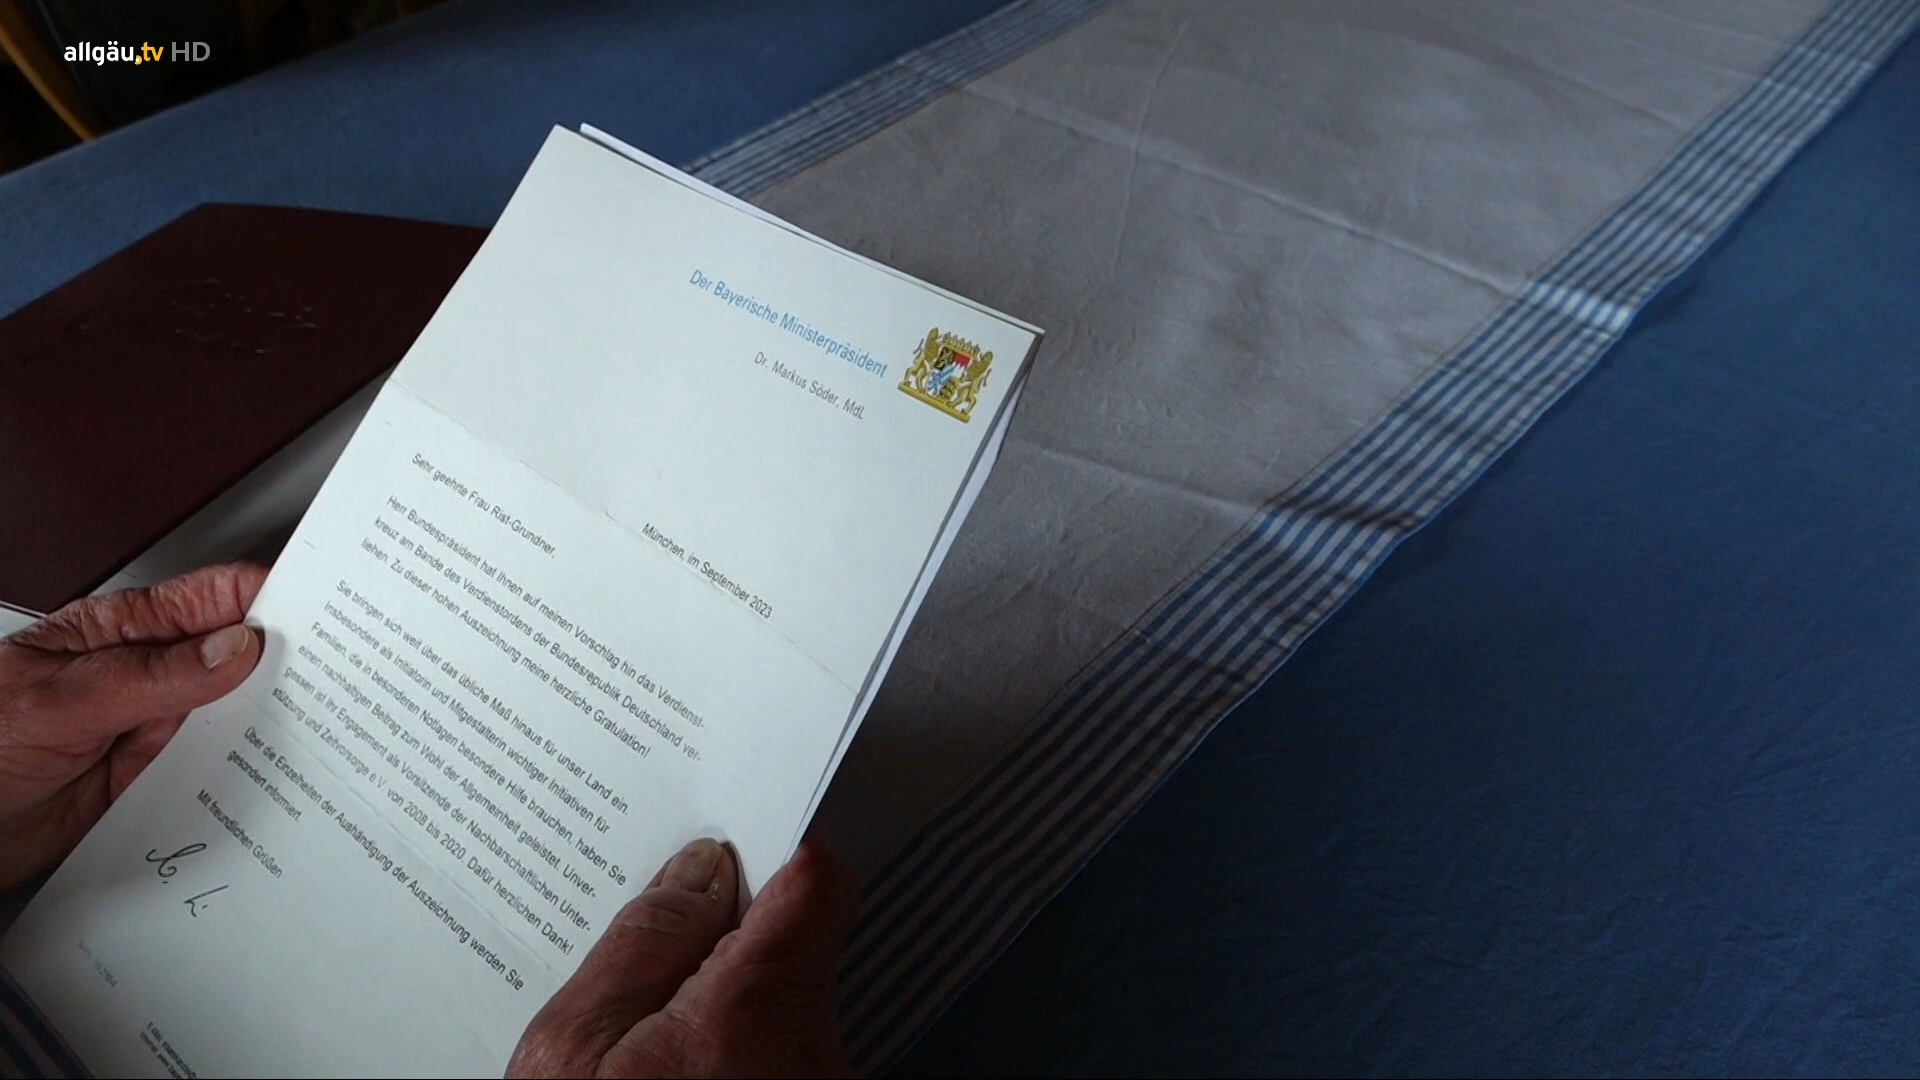 allgäu.tv HD
Der Bayerische Ministerpräsident
Dr. Markus Söder, MdL
München, im September 2023
Sehr geehrte Frau Rist-Grundner,
Herr Bundespräsident hat Ihnen auf meinen Vorschlag hin das Verdienst-
kreuz am Bande des Verdienstordens der Bundesrepublik Deutschland ver-
liehen. Zu dieser hohen Auszeichnung meine herzliche Gratulation!
Sie bringen sich weit über das übliche Maß hinaus für unser Land ein.
Insbesondere als Initiatorin und Mitgestalterin wichtiger Initiativen für
Familien, die in besonderen Notlagen besondere Hilfe brauchen, haben Sie
einen nachhaltigen Beitrag zum Wohl der Allgemeinheit geleistet. Unver-
gessen ist Ihr Engagement als Vorsitzende der Nachbarschaftlichen Unter-
stützung und Zeitvorsorge e.V. von 2008 bis 2020. Dafür herzlichen Dank!
Über die Einzelheiten der Aushändigung der Auszeichnung werden Sie
gesondert informiert.
Mit freundlichen Grüßen